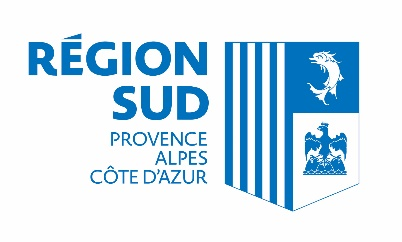 RÉGION
SUD
PROVENCE
ALPES
CÔTE D'AZUR